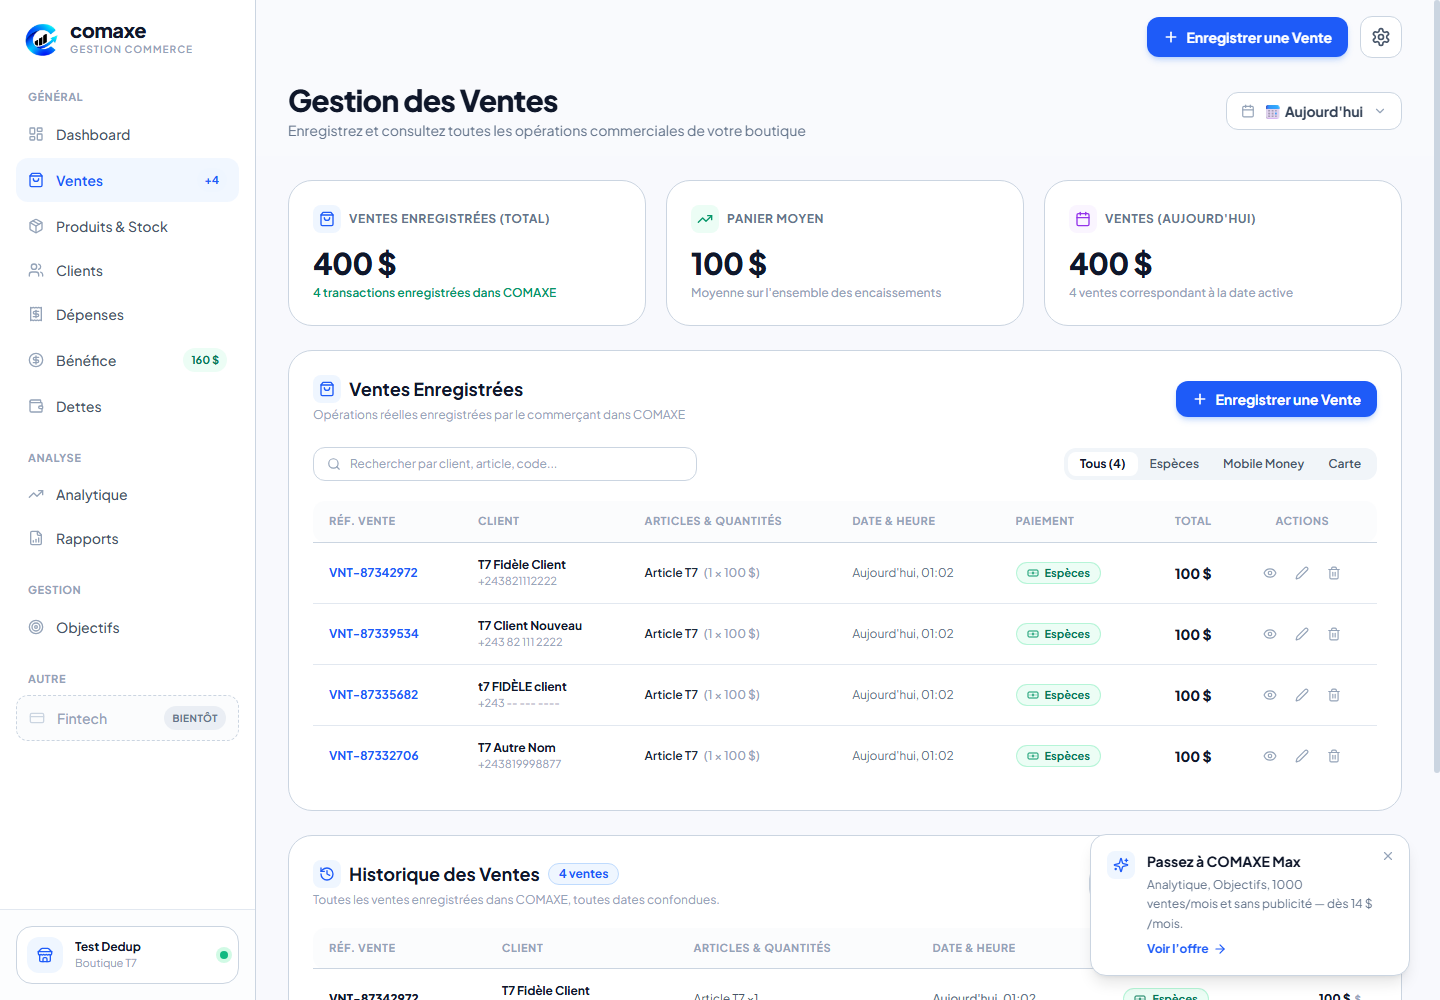 comaxe
GESTION COMMERCE
GÉNÉRAL
Dashboard
Ventes +4
Produits & Stock
Clients
Dépenses
Bénéfice 160 $
Dettes
ANALYSE
Analytique
Rapports
GESTION
Objectifs
AUTRE
Fintech BIENTÔT
Test Dedup
Boutique T7
+ Enregistrer une Vente
Gestion des Ventes
Enregistrez et consultez toutes les opérations commerciales de votre boutique
Aujourd'hui
VENTES ENREGISTRÉES (TOTAL)
400 $
4 transactions enregistrées dans COMAXE
PANIER MOYEN
100 $
Moyenne sur l'ensemble des encaissements
VENTES (AUJOURD'HUI)
400 $
4 ventes correspondant à la date active
Ventes Enregistrées
Opérations réelles enregistrées par le commerçant dans COMAXE
+ Enregistrer une Vente
Rechercher par client, article, code...
Tous (4) Espèces Mobile Money Carte
RÉF. VENTE CLIENT ARTICLES & QUANTITÉS DATE & HEURE PAIEMENT TOTAL ACTIONS
VNT-87342972 T7 Fidèle Client Article T7 (1 × 100 $) Aujourd'hui, 01:02 Espèces 100 $
+243821112222
VNT-87339534 T7 Client Nouveau Article T7 (1 × 100 $) Aujourd'hui, 01:02 Espèces 100 $
+243 82 111 2222
VNT-87335682 t7 FIDÈLE client Article T7 (1 × 100 $) Aujourd'hui, 01:02 Espèces 100 $
+243 -- --- ----
VNT-87332706 T7 Autre Nom Article T7 (1 × 100 $) Aujourd'hui, 01:02 Espèces 100 $
+243819998877
Historique des Ventes 4 ventes
Toutes les ventes enregistrées dans COMAXE, toutes dates confondues.
RÉF. VENTE CLIENT ARTICLES & QUANTITÉS DATE & HEURE
T7 Fidèle Client
VNT-87342972 Article T7 ×1 Aujourd'hui, 01:02 Espèces 100 $ $
Passez à COMAXE Max
Analytique, Objectifs, 1000
ventes/mois et sans publicité — dès 14 $
/mois.
Voir l'offre →